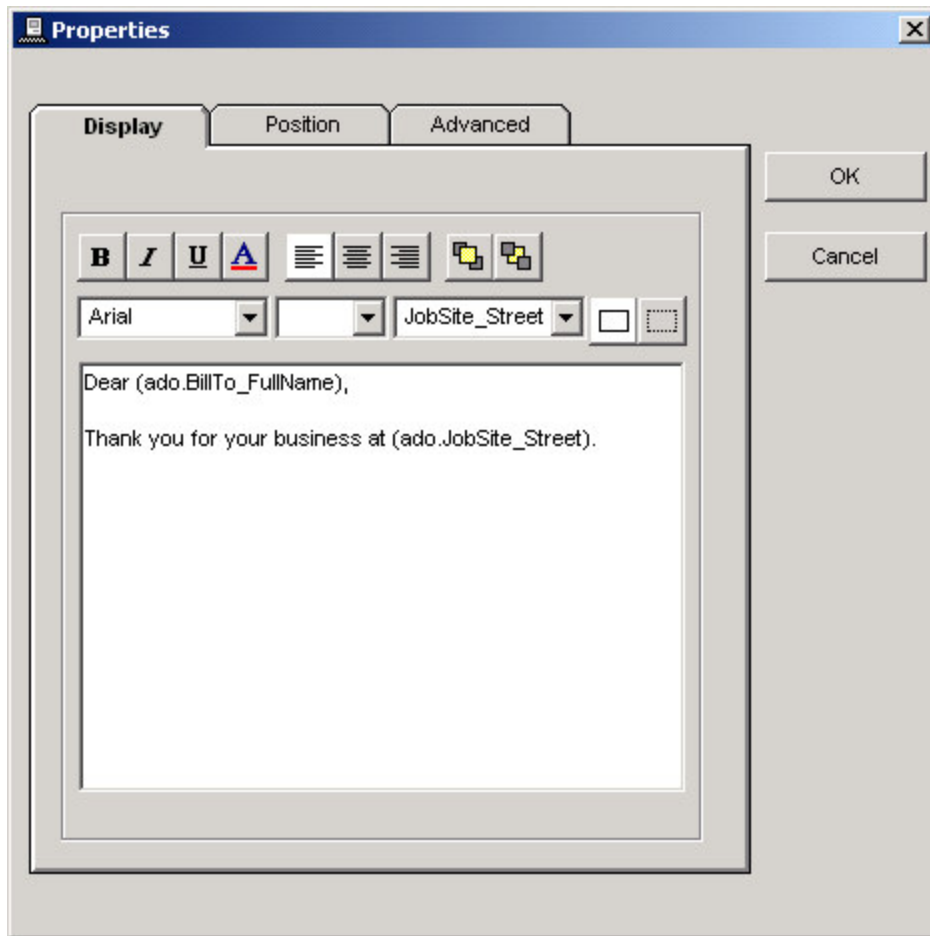 Properties
Display Position Advanced
OK
Cancel
B I U A
Arial JobSite_Street
Dear (ado.BillTo_FullName),
Thank you for your business at (ado.JobSite_Street).